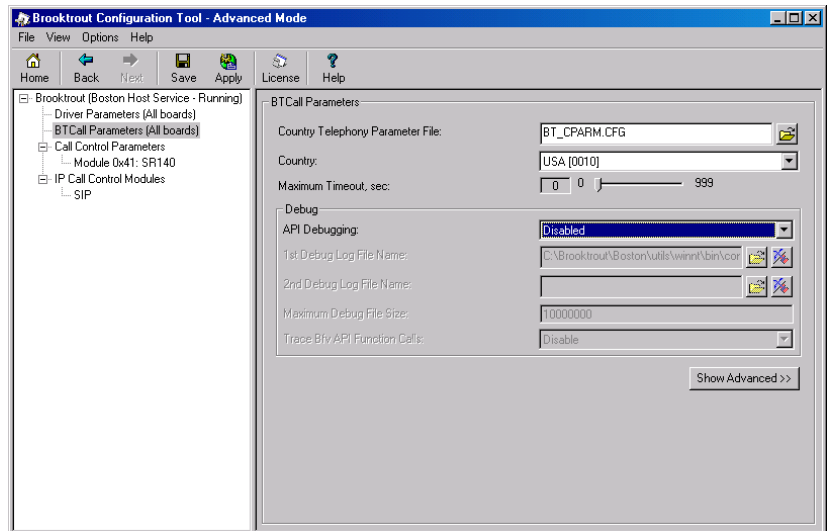 Brooktrout Configuration Tool - Advanced Mode
File View Options Help
Home Back Next Save Apply License Help
Brooktrout (Boston Host Service - Running)
Driver Parameters (All boards)
BTCall Parameters (All boards)
Call Control Parameters
Module 0x41: SR140
IP Call Control Modules
SIP
BTCall Parameters
Country Telephony Parameter File: BT_CPARM.CFG
Country: USA [0010]
Maximum Timeout, sec: 0 0 999
Debug
API Debugging: Disabled
1st Debug Log File Name: C:\Brooktrout\Boston\utils\winnt\bin\cor
2nd Debug Log File Name:
Maximum Debug File Size: 10000000
Trace Bfv API Function Calls: Disable
Show Advanced >>